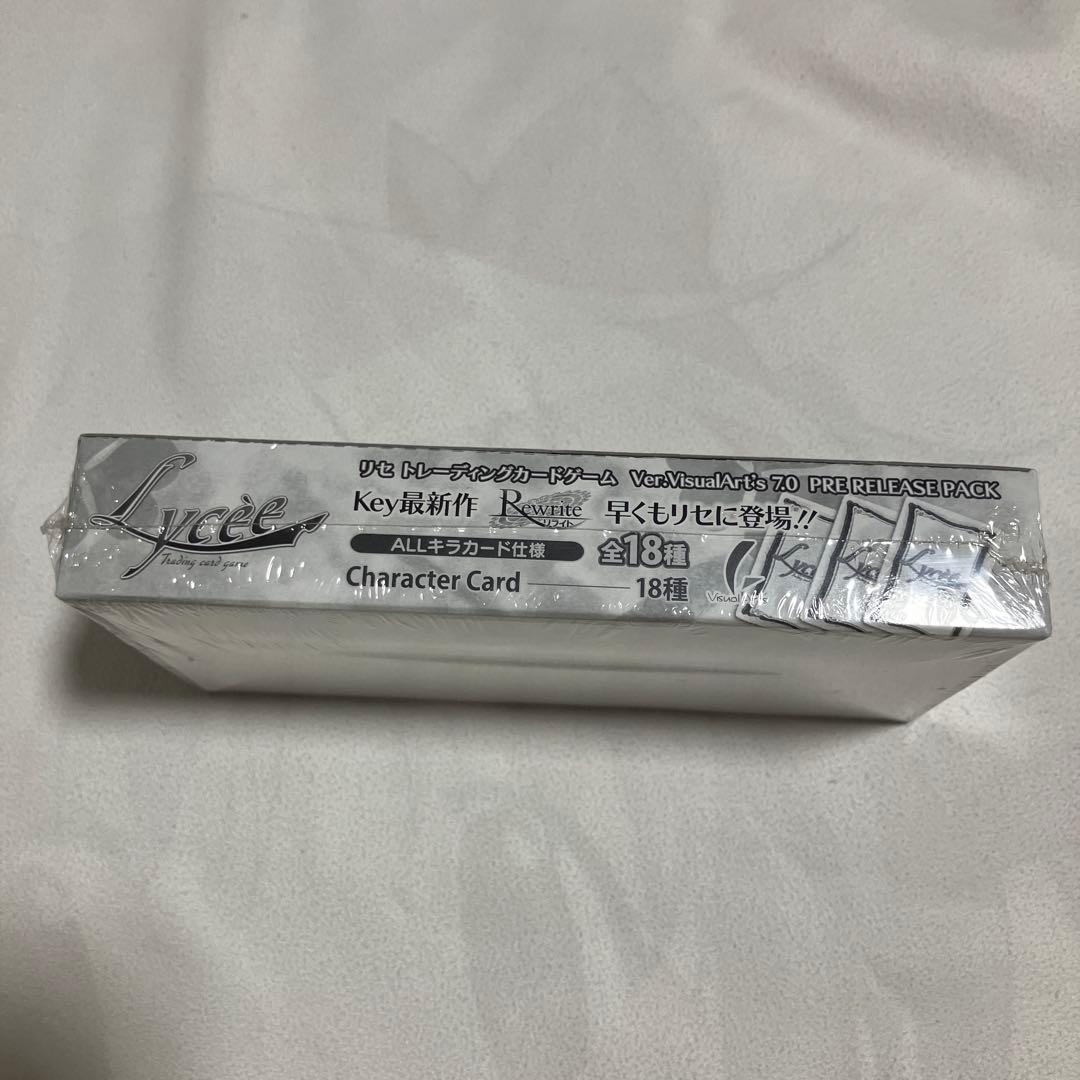 Lycèe
Trading card game
リセ トレーディングカードゲーム Ver.VisualArt's 7.0 PRE RELEASE PACK
Key最新作 Rewrite リライト 早くもリセに登場!!
ALLキラカード仕様 全18種
Character Card 18種
VisualArt's
Lycèe
Lycèe
Lycèe